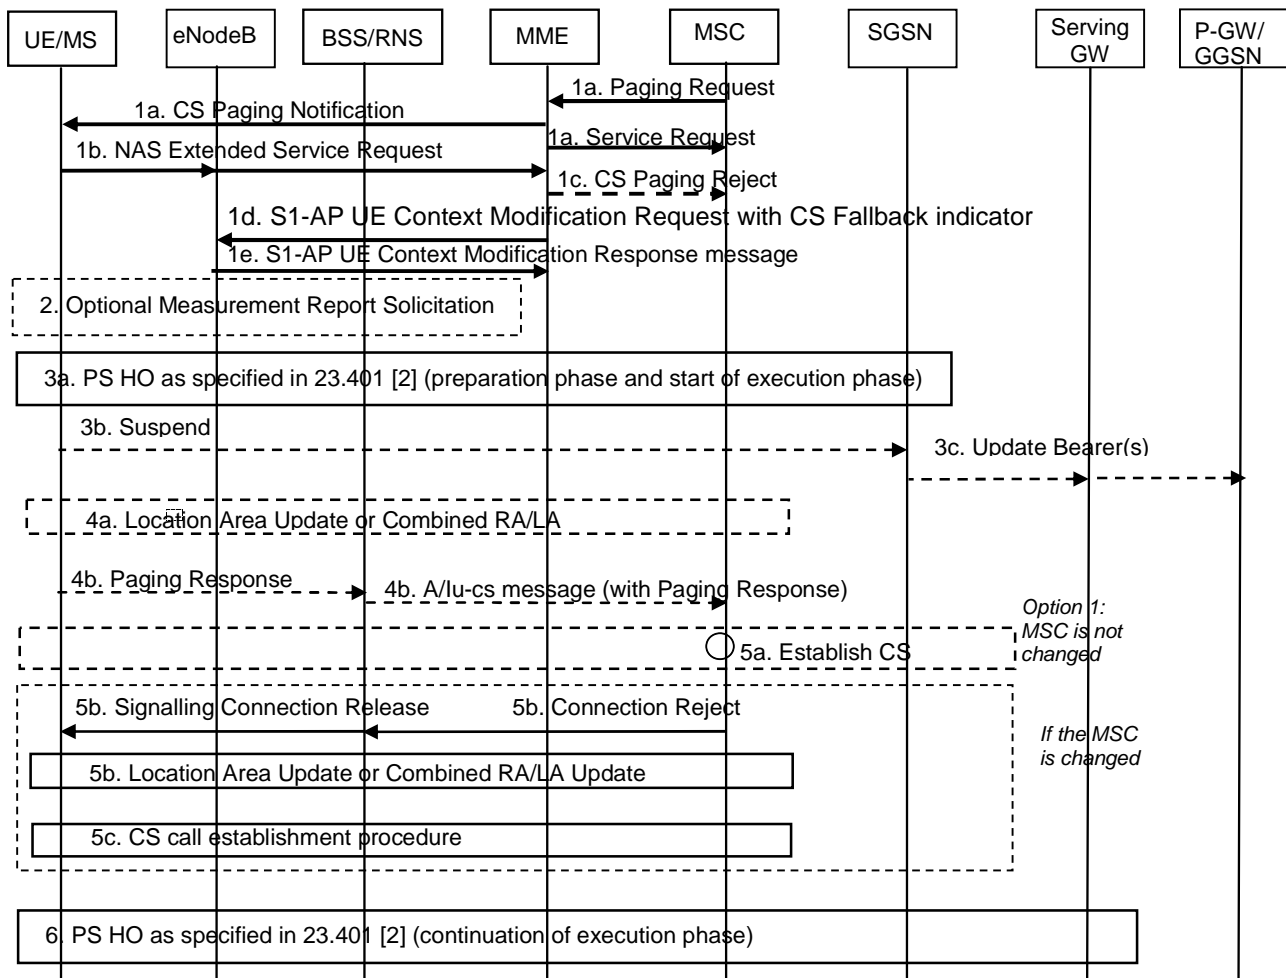 UE/MS
eNodeB
BSS/RNS
MME
MSC
SGSN
Serving
GW
P-GW/
GGSN
1a. Paging Request
1a. CS Paging Notification
1a. Service Request
1b. NAS Extended Service Request
1c. CS Paging Reject
1d. S1-AP UE Context Modification Request with CS Fallback indicator
1e. S1-AP UE Context Modification Response message
2. Optional Measurement Report Solicitation
3a. PS HO as specified in 23.401 [2] (preparation phase and start of execution phase)
3b. Suspend
3c. Update Bearer(s)
4a. Location Area Update or Combined RA/LA
4b. Paging Response
4b. A/Iu-cs message (with Paging Response)
Option 1:
MSC is not
changed
5a. Establish CS
5b. Signalling Connection Release
5b. Connection Reject
If the MSC
is changed
5b. Location Area Update or Combined RA/LA Update
5c. CS call establishment procedure
6. PS HO as specified in 23.401 [2] (continuation of execution phase)